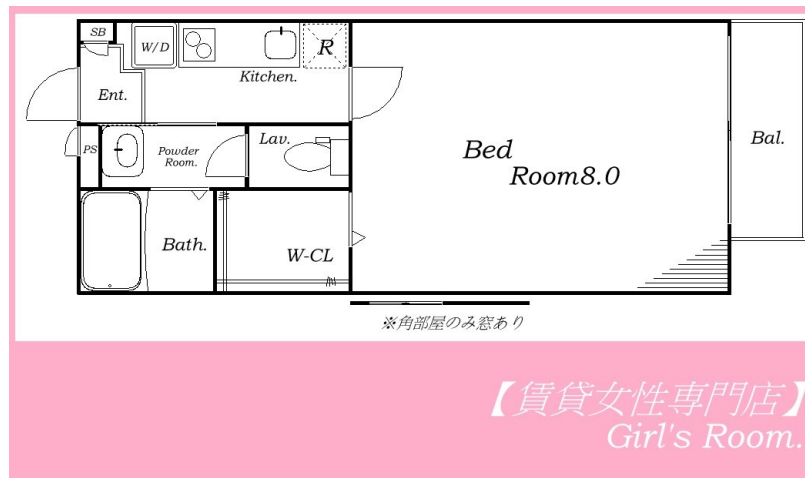 SB
W/D
R
Kitchen.
Ent.
PS
Powder
Room.
Lav.
Bed
Room8.0
Bal.
Bath.
W-CL
※角部屋のみ窓あり
【賃貸女性専門店】
Girl's Room.